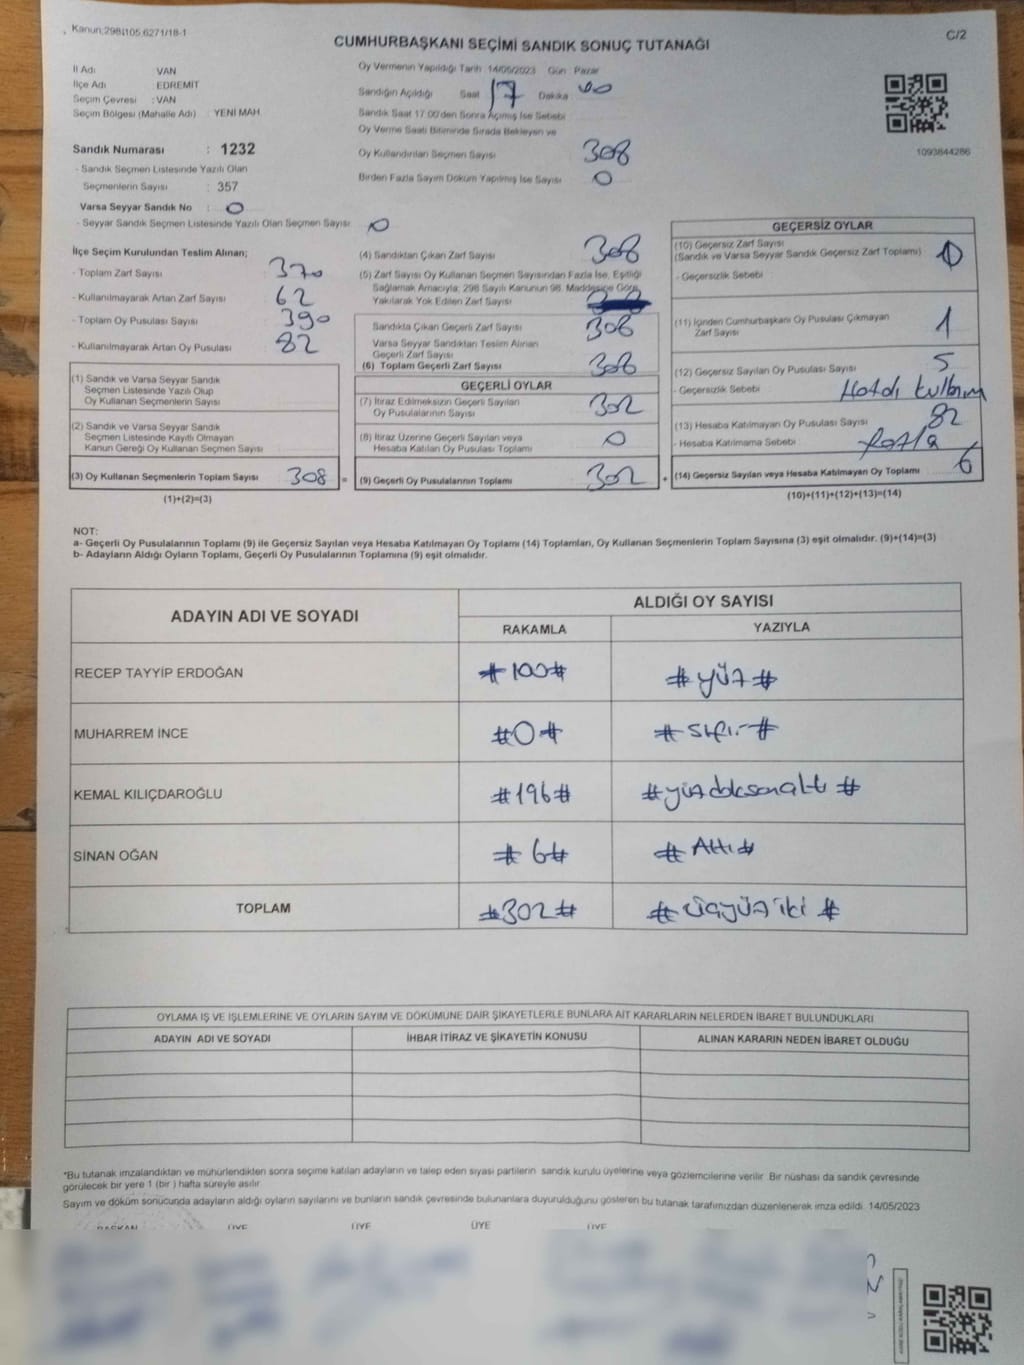 Kanun:298\105,6271/18-1
C/2
CUMHURBAŞKANI SEÇİMİ SANDIK SONUÇ TUTANAĞI
İl Adı VAN
İlçe Adı EDREMİT
Seçim Çevresi : VAN
Seçim Bölgesi (Mahalle Adı) : YENİ MAH.
Sandık Numarası : 1232
- Sandık Seçmen Listesinde Yazılı Olan
Seçmenlerin Sayısı : 357
Varsa Seyyar Sandık No : 0
- Seyyar Sandık Seçmen Listesinde Yazılı Olan Seçmen Sayısı : 0
Oy Vermenin Yapıldığı Tarih :14/05/2023 Gün : Pazar
Sandığın Açıldığı Saat 17 Dakika 00
Sandık Saat 17:00'den Sonra Açılmış İse Sebebi
Oy Verme Saati Bitiminde Sırada Bekleyen ve
Oy Kullandırılan Seçmen Sayısı 308
Birden Fazla Sayım Döküm Yapılmış İse Sayısı 0
1093844286
İlçe Seçim Kurulundan Teslim Alınan;
- Toplam Zarf Sayısı : 370
- Kullanılmayarak Artan Zarf Sayısı : 62
- Toplam Oy Pusulası Sayısı : 390
- Kullanılmayarak Artan Oy Pusulası : 82
(1) Sandık ve Varsa Seyyar Sandık
Seçmen Listesinde Yazılı Olup
Oy Kullanan Seçmenlerin Sayısı
(2) Sandık ve Varsa Seyyar Sandık
Seçmen Listesinde Kayıtlı Olmayan
Kanun Gereği Oy Kullanan Seçmen Sayısı
(3) Oy Kullanan Seçmenlerin Toplam Sayısı 308 =
(1)+(2)=(3)
(4) Sandıktan Çıkan Zarf Sayısı 308
(5) Zarf Sayısı Oy Kullanan Seçmen Sayısından Fazla İse, Eşitliği
Sağlamak Amacıyla; 298 Sayılı Kanunun 98. Maddesine Göre
Yakılarak Yok Edilen Zarf Sayısı
Sandıkta Çıkan Geçerli Zarf Sayısı 308
Varsa Seyyar Sandıktan Teslim Alınan
Geçerli Zarf Sayısı
(6) Toplam Geçerli Zarf Sayısı 308
GEÇERLİ OYLAR
(7) İtiraz Edilmeksizin Geçerli Sayılan
Oy Pusulalarının Sayısı 302
(8) İtiraz Üzerine Geçerli Sayılan veya
Hesaba Katılan Oy Pusulası Toplamı 0
(9) Geçerli Oy Pusulalarının Toplamı 302 +
GEÇERSİZ OYLAR
(10) Geçersiz Zarf Sayısı
(Sandık ve Varsa Seyyar Sandık Geçersiz Zarf Toplamı)
- Geçersizlik Sebebi
(11) İçinden Cumhurbaşkanı Oy Pusulası Çıkmayan
Zarf Sayısı 1
(12) Geçersiz Sayılan Oy Pusulası Sayısı 5
- Geçersizlik Sebebi : Hatalı
(13) Hesaba Katılmayan Oy Sayısı 82
- Hesaba Katılmama Sebebi : fazla
(14) Geçersiz Sayılan veya Hesaba Katılmayan Oy Toplamı 6
(10)+(11)+(12)+(13)=(14)
NOT:
a- Geçerli Oy Pusulalarının Toplamı (9) ile Geçersiz Sayılan veya Hesaba Katılmayan Oy Toplamı (14) Toplamları, Oy Kullanan Seçmenlerin Toplam Sayısına (3) eşit olmalıdır. (9)+(14)=(3)
b- Adayların Aldığı Oyların Toplamı, Geçerli Oy Pusulalarının Toplamına (9) eşit olmalıdır.
ADAYIN ADI VE SOYADI ALDIĞI OY SAYISI
RAKAMLA YAZIYLA
RECEP TAYYİP ERDOĞAN #100# #yüz#
MUHARREM İNCE #0# #sıfır#
KEMAL KILIÇDAROĞLU #196# #yüzdoksanaltı#
SİNAN OĞAN #6# #Altı#
TOPLAM #302# #üçyüziki#
OYLAMA İŞ VE İŞLEMLERİNE VE OYLARIN SAYIM VE DÖKÜMÜNE DAİR ŞİKAYETLERLE BUNLARA AİT KARARLARIN NELERDEN İBARET BULUNDUKLARI
ADAYIN ADI VE SOYADI İHBAR İTİRAZ VE ŞİKAYETİN KONUSU ALINAN KARARIN NEDEN İBARET OLDUĞU
*Bu tutanak imzalandıktan ve mühürlendikten sonra seçime katılan adayların ve talep eden siyasi partilerin sandık kurulu üyelerine veya gözlemcilerine verilir. Bir nüshası da sandık çevresinde
görülecek bir yere 1 (bir) hafta süreyle asılır.
Sayım ve döküm sonucunda adayların aldığı oyların sayılarını ve bunların sandık çevresinde bulunanlara duyurulduğunu gösteren bu tutanak tarafımızdan düzenlenerek imza edildi. 14/05/2023
BAŞKAN ÜYE ÜYE ÜYE ÜYE